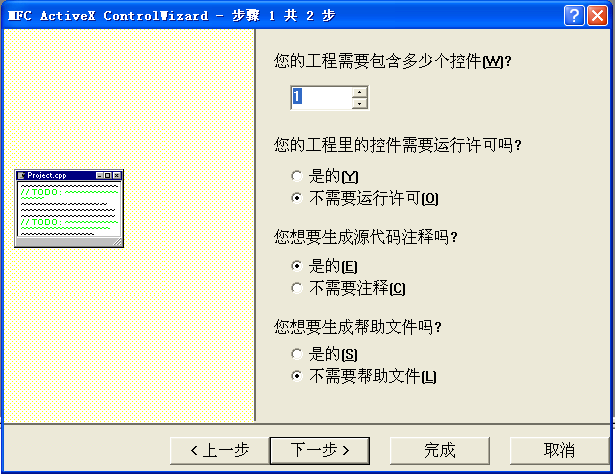 MFC ActiveX ControlWizard - 步骤 1 共 2 步
您的工程需要包含多少个控件(W)?
1
Project.cpp
//TODO:
//TODO:
您的工程里的控件需要运行许可吗?
是的(Y)
不需要运行许可(O)
您想要生成源代码注释吗?
是的(E)
不需要注释(C)
您想要生成帮助文件吗?
是的(S)
不需要帮助文件(L)
< 上一步
下一步 >
完成
取消